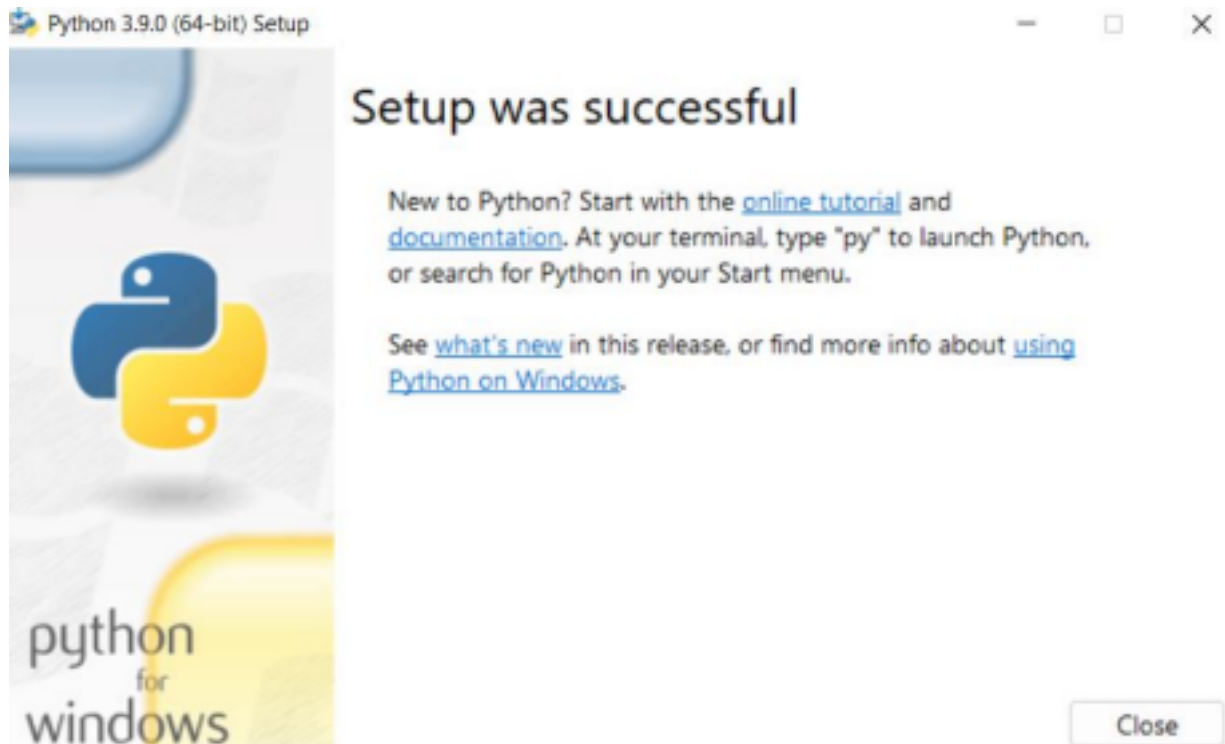 Python 3.9.0 (64-bit) Setup
Setup was successful
New to Python? Start with the online tutorial and
documentation. At your terminal, type "py" to launch Python,
or search for Python in your Start menu.
See what's new in this release, or find more info about using
Python on Windows.
python
for
windows
Close